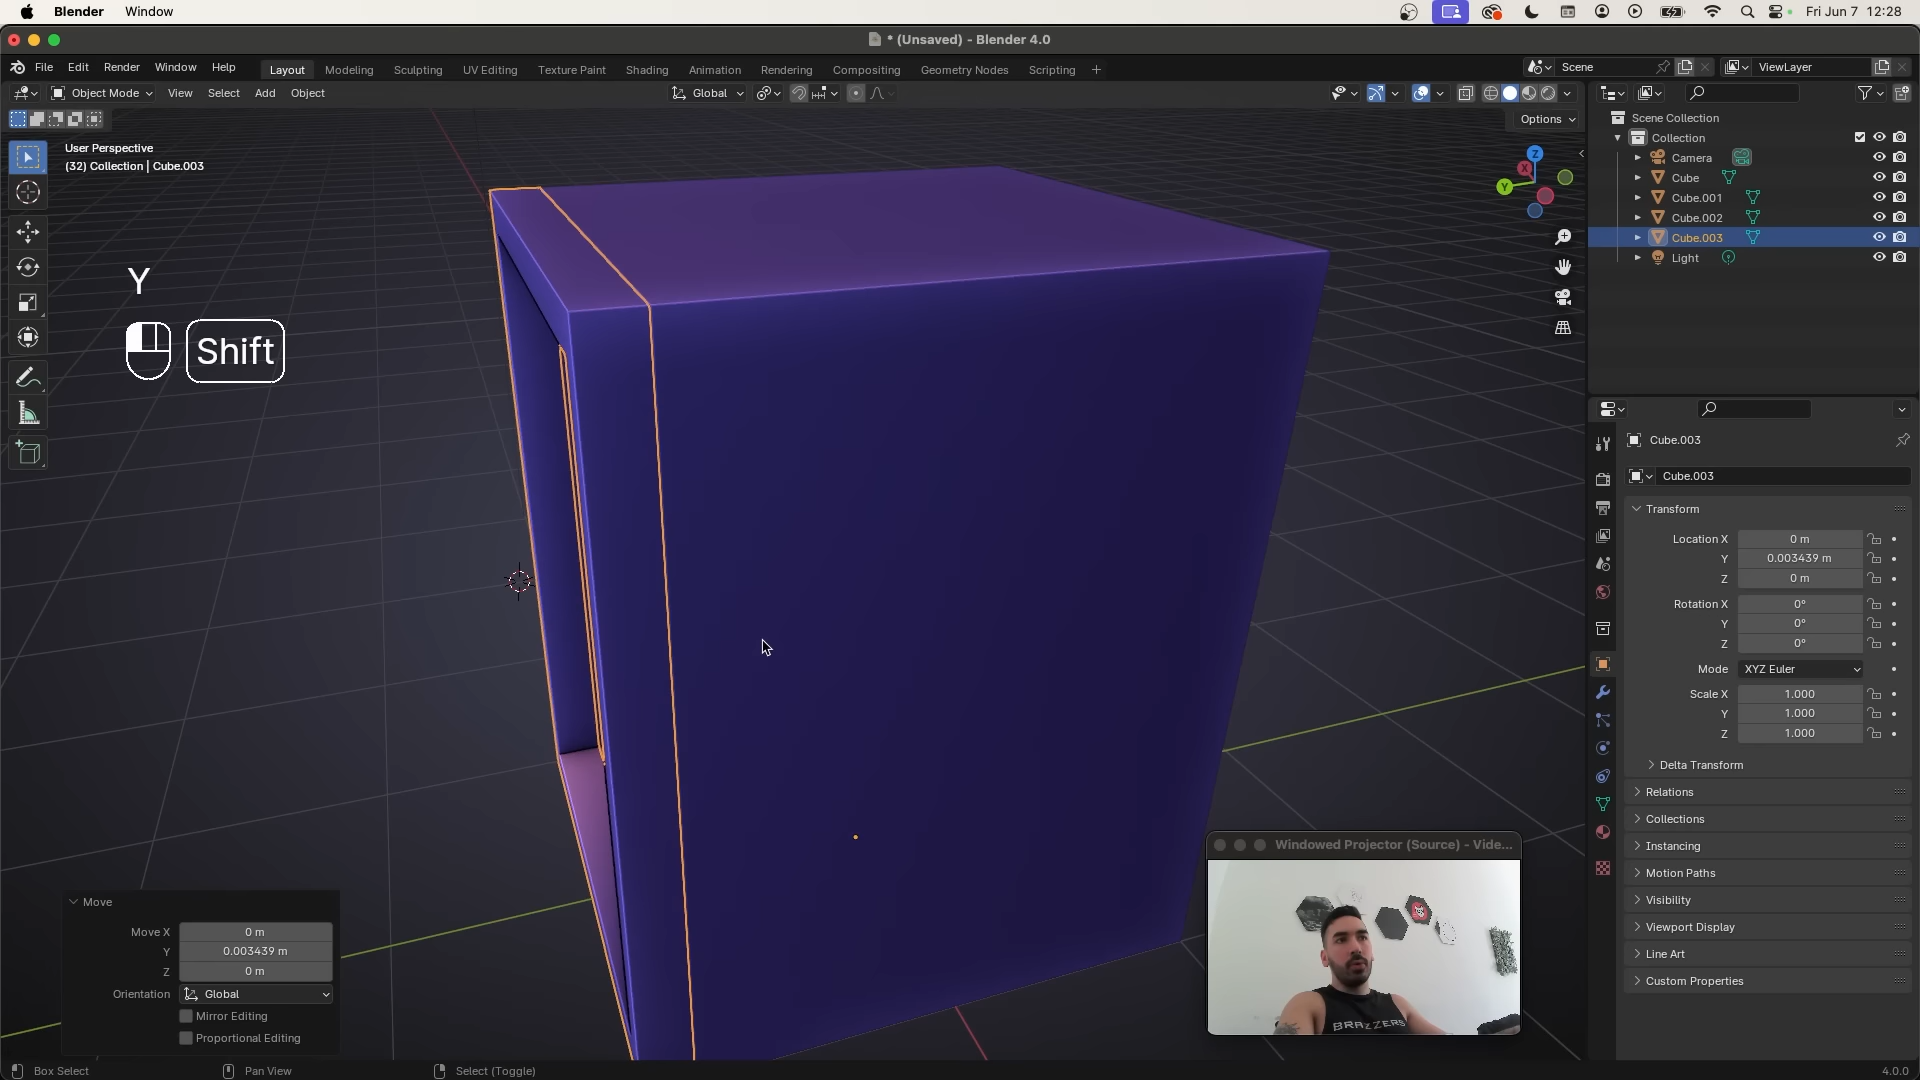 Blender Window Fri Jun 7 12:28
* (Unsaved) - Blender 4.0
File Edit Render Window Help Layout Modeling Sculpting UV Editing Texture Paint Shading Animation Rendering Compositing Geometry Nodes Scripting + Scene ViewLayer
Object Mode View Select Add Object Global
Options
User Perspective
(32) Collection | Cube.003
Scene Collection
Collection
Camera
Cube
Cube.001
Cube.002
Cube.003
Light
Z
X
Y
Y
Shift
Cube.003
Cube.003
Transform
Location X 0 m
Y 0.003439 m
Z 0 m
Rotation X 0°
Y 0°
Z 0°
Mode XYZ Euler
Scale X 1.000
Y 1.000
Z 1.000
Delta Transform
Relations
Collections
Instancing
Motion Paths
Visibility
Viewport Display
Line Art
Custom Properties
Windowed Projector (Source) - Vide...
BRAZZERS
Move
Move X 0 m
Y 0.003439 m
Z 0 m
Orientation Global
Mirror Editing
Proportional Editing
Box Select Pan View Select (Toggle) 4.0.0